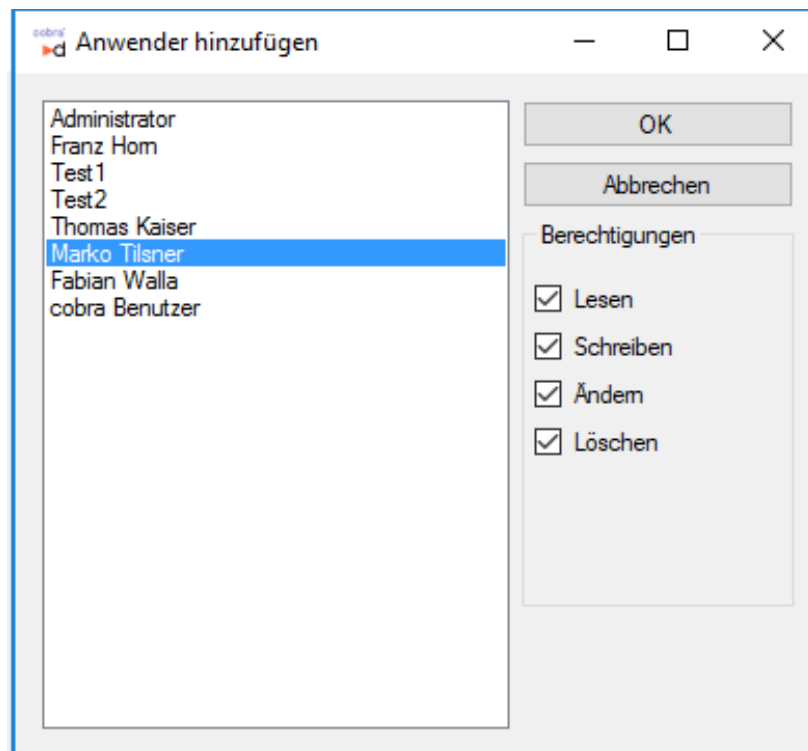 cobra
Anwender hinzufügen
Administrator
Franz Horn
Test1
Test2
Thomas Kaiser
Marko Tilsner
Fabian Walla
cobra Benutzer
OK
Abbrechen
Berechtigungen
Lesen
Schreiben
Ändern
Löschen